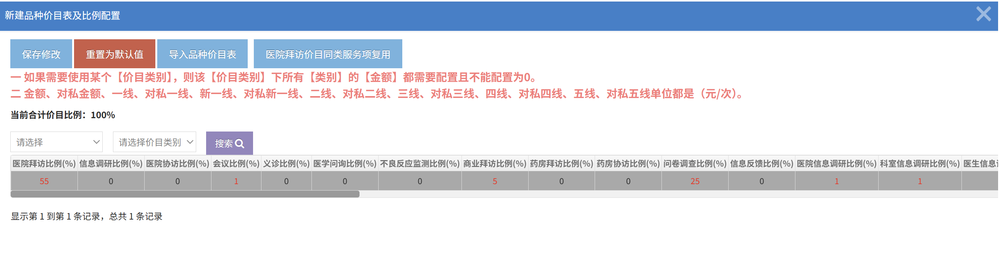 新建品种价目表及比例配置
保存修改 重置为默认值 导入品种价目表 医院拜访价目同类服务项复用
一 如果需要使用某个【价目类别】，则该【价目类别】下所有【类别】的【金额】都需要配置且不能配置为0。
二 金额、对私金额、一线、对私一线、新一线、对私新一线、二线、对私二线、三线、对私三线、四线、对私四线、五线、对私五线单位都是（元/次）。
当前合计价目比例：100%
请选择 请选择价目类别 搜索
医院拜访比例(%) 信息调研比例(%) 医院协访比例(%) 会议比例(%) 义诊比例(%) 医学问询比例(%) 不良反应监测比例(%) 商业拜访比例(%) 药房拜访比例(%) 药房协访比例(%) 问卷调查比例(%) 信息反馈比例(%) 医院信息调研比例(%) 科室信息调研比例(%) 医生信息
55 0 0 1 0 0 0 5 0 0 25 0 1 1
显示第 1 到第 1 条记录，总共 1 条记录